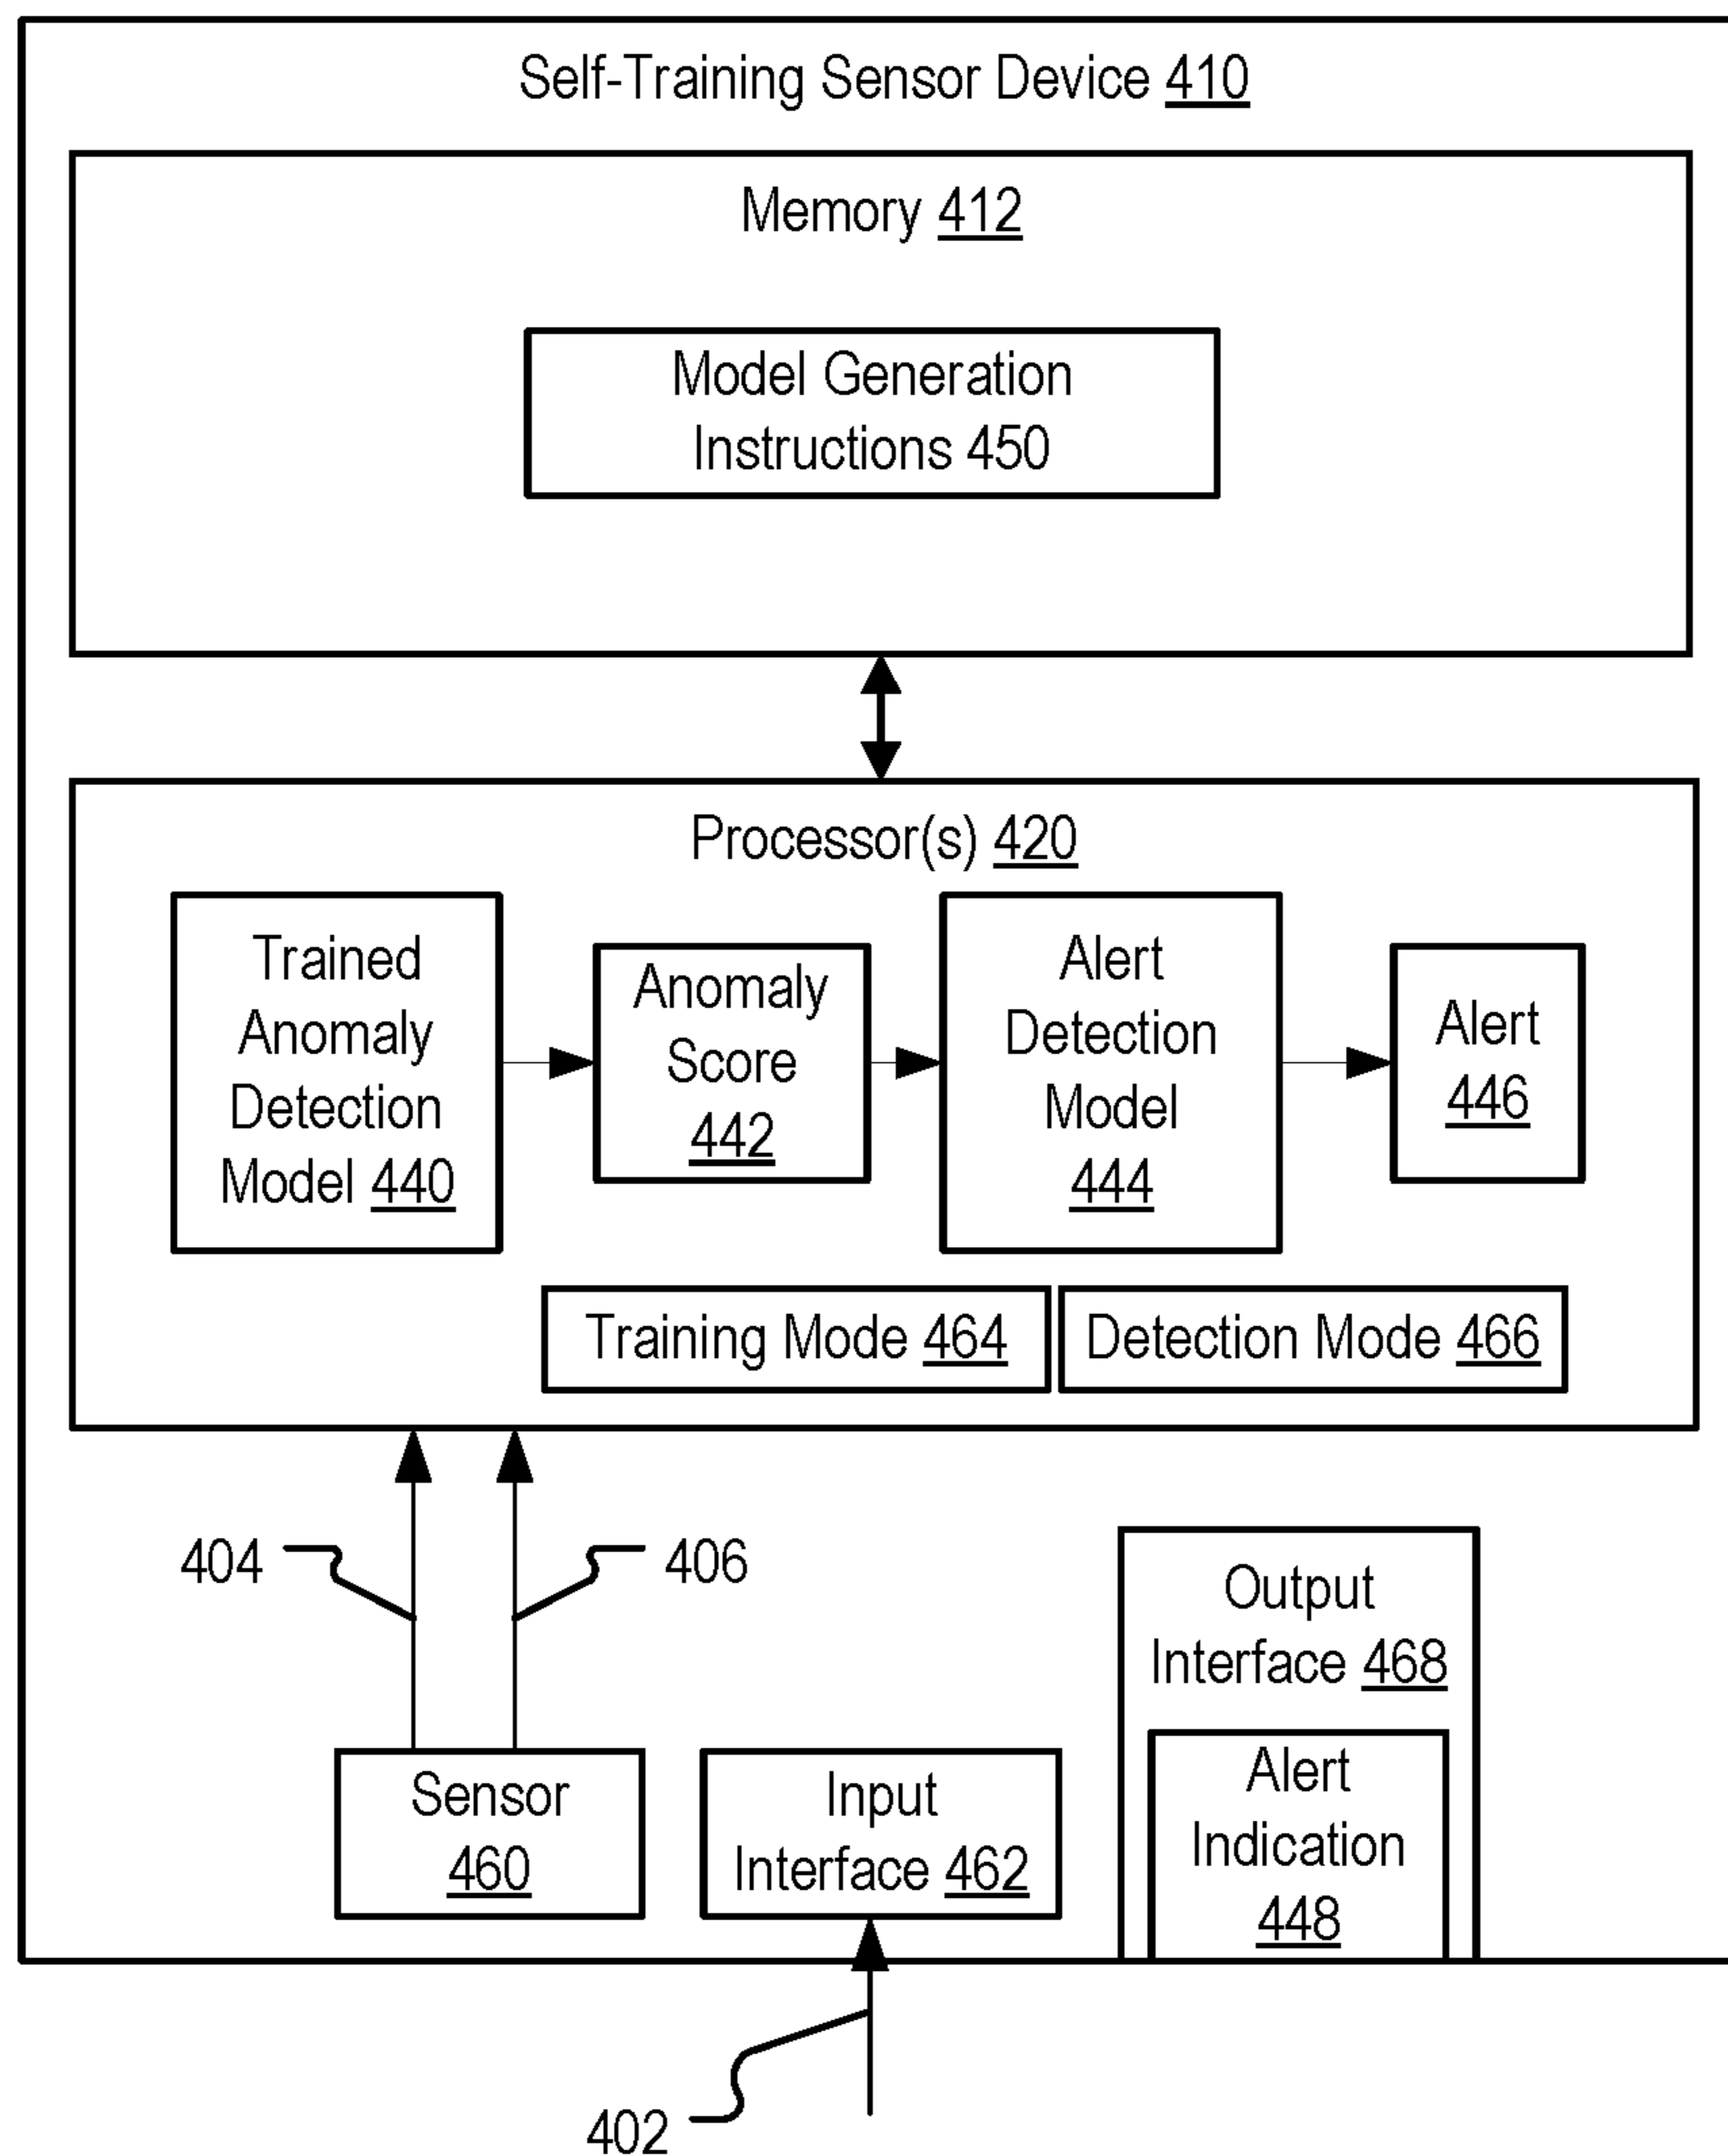 Self-Training Sensor Device 410
Memory 412
Model Generation
Instructions 450
Processor(s) 420
Trained
Anomaly
Detection
Model 440
Anomaly
Score
442
Alert
Detection
Model
444
Alert
446
Training Mode 464
Detection Mode 466
404
406
Output
Interface 468
Sensor
460
Input
Interface 462
Alert
Indication
448
402